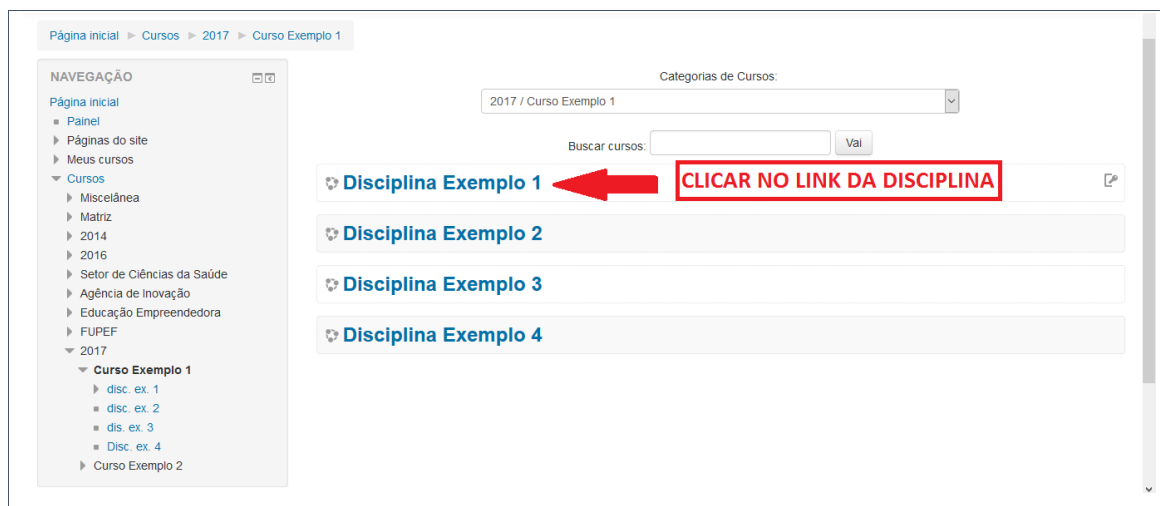 Página inicial ▶ Cursos ▶ 2017 ▶ Curso Exemplo 1
NAVEGAÇÃO
Página inicial
Painel
Páginas do site
Meus cursos
Cursos
Miscelânea
Matriz
2014
2016
Setor de Ciências da Saúde
Agência de Inovação
Educação Empreendedora
FUPEF
2017
Curso Exemplo 1
disc. ex. 1
disc. ex. 2
dis. ex. 3
Disc. ex. 4
Curso Exemplo 2
Categorias de Cursos:
2017 / Curso Exemplo 1
Buscar cursos: Vai
Disciplina Exemplo 1 CLICAR NO LINK DA DISCIPLINA
Disciplina Exemplo 2
Disciplina Exemplo 3
Disciplina Exemplo 4